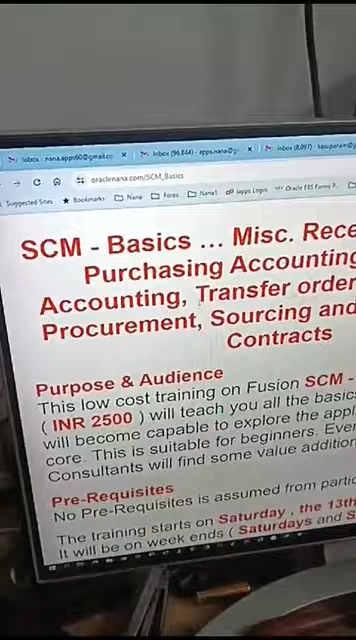 Inbox - nana.apps60@gmail.co
Inbox (96,844) - apps.nana@g
Inbox (8,097) - kasupanam@
oraclenana.com/SCM_Basics
Suggested Sites
Bookmarks
Nana
Forex
Nana1
iapps Login
Oracle EBS Forms P...
SCM - Basics ... Misc. Rece
Purchasing Accounting
Accounting, Transfer order
Procurement, Sourcing and
Contracts
Purpose & Audience
This low cost training on Fusion SCM -
( INR 2500 ) will teach you all the basic
will become capable to explore the appl
core. This is suitable for beginners. Ever
Consultants will find some value addition
Pre-Requisites
No Pre-Requisites is assumed from partic
The training starts on Saturday , the 13th
It will be on week ends ( Saturdays and S